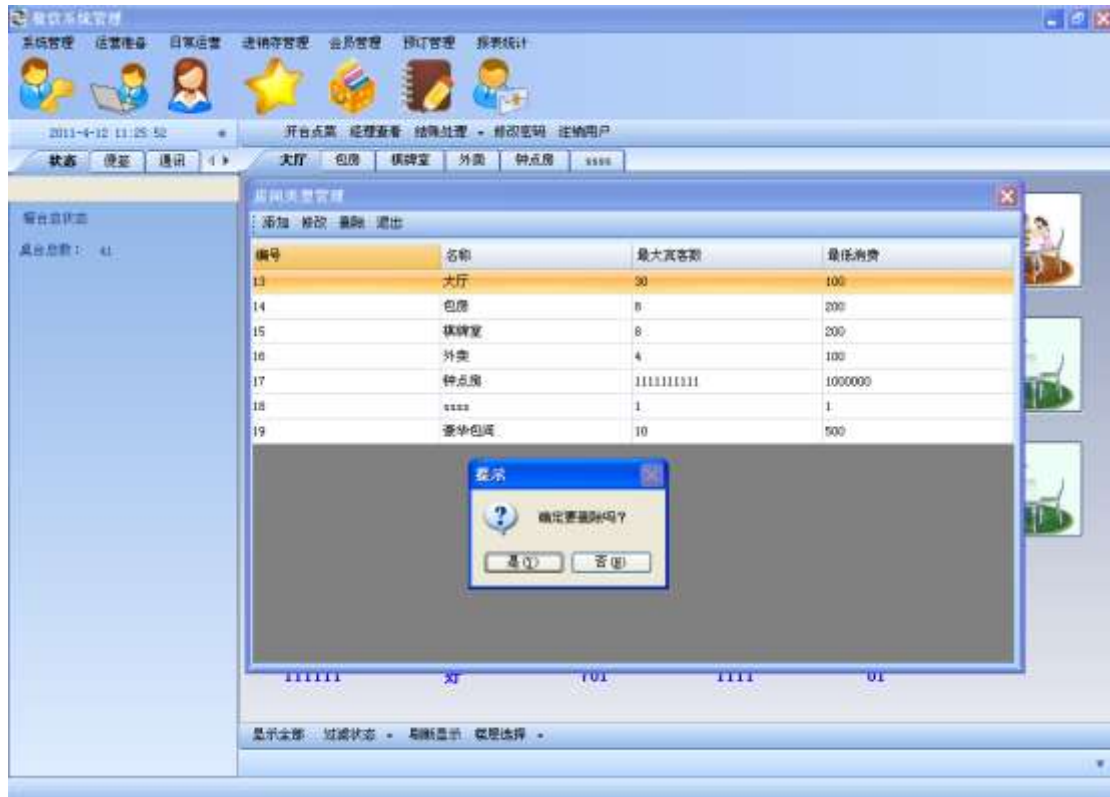 餐饮系统管理
系统管理 运营准备 日常运营 进销存管理 会员管理 预订管理 报表统计
2011-4-12 11:25 52
开台点菜 经理查看 结账处理 修改密码 注销用户
状态 便签 通讯
大厅 包房 棋牌室 外卖 钟点房 ssss
房间类型管理
添加 修改 删除 退出
餐台总状态
桌台总数: 41
编号 名称 最大宾客数 最低消费
13 大厅 30 100
14 包房 8 200
15 棋牌室 8 200
16 外卖 4 100
17 钟点房 1111111111 1000000
18 ssss 1 1
19 豪华包间 10 500
提示
确定要删除吗?
是(Y) 否(N)
111111 好 701 1111 01
显示全部 过滤状态 刷新显示 楼层选择